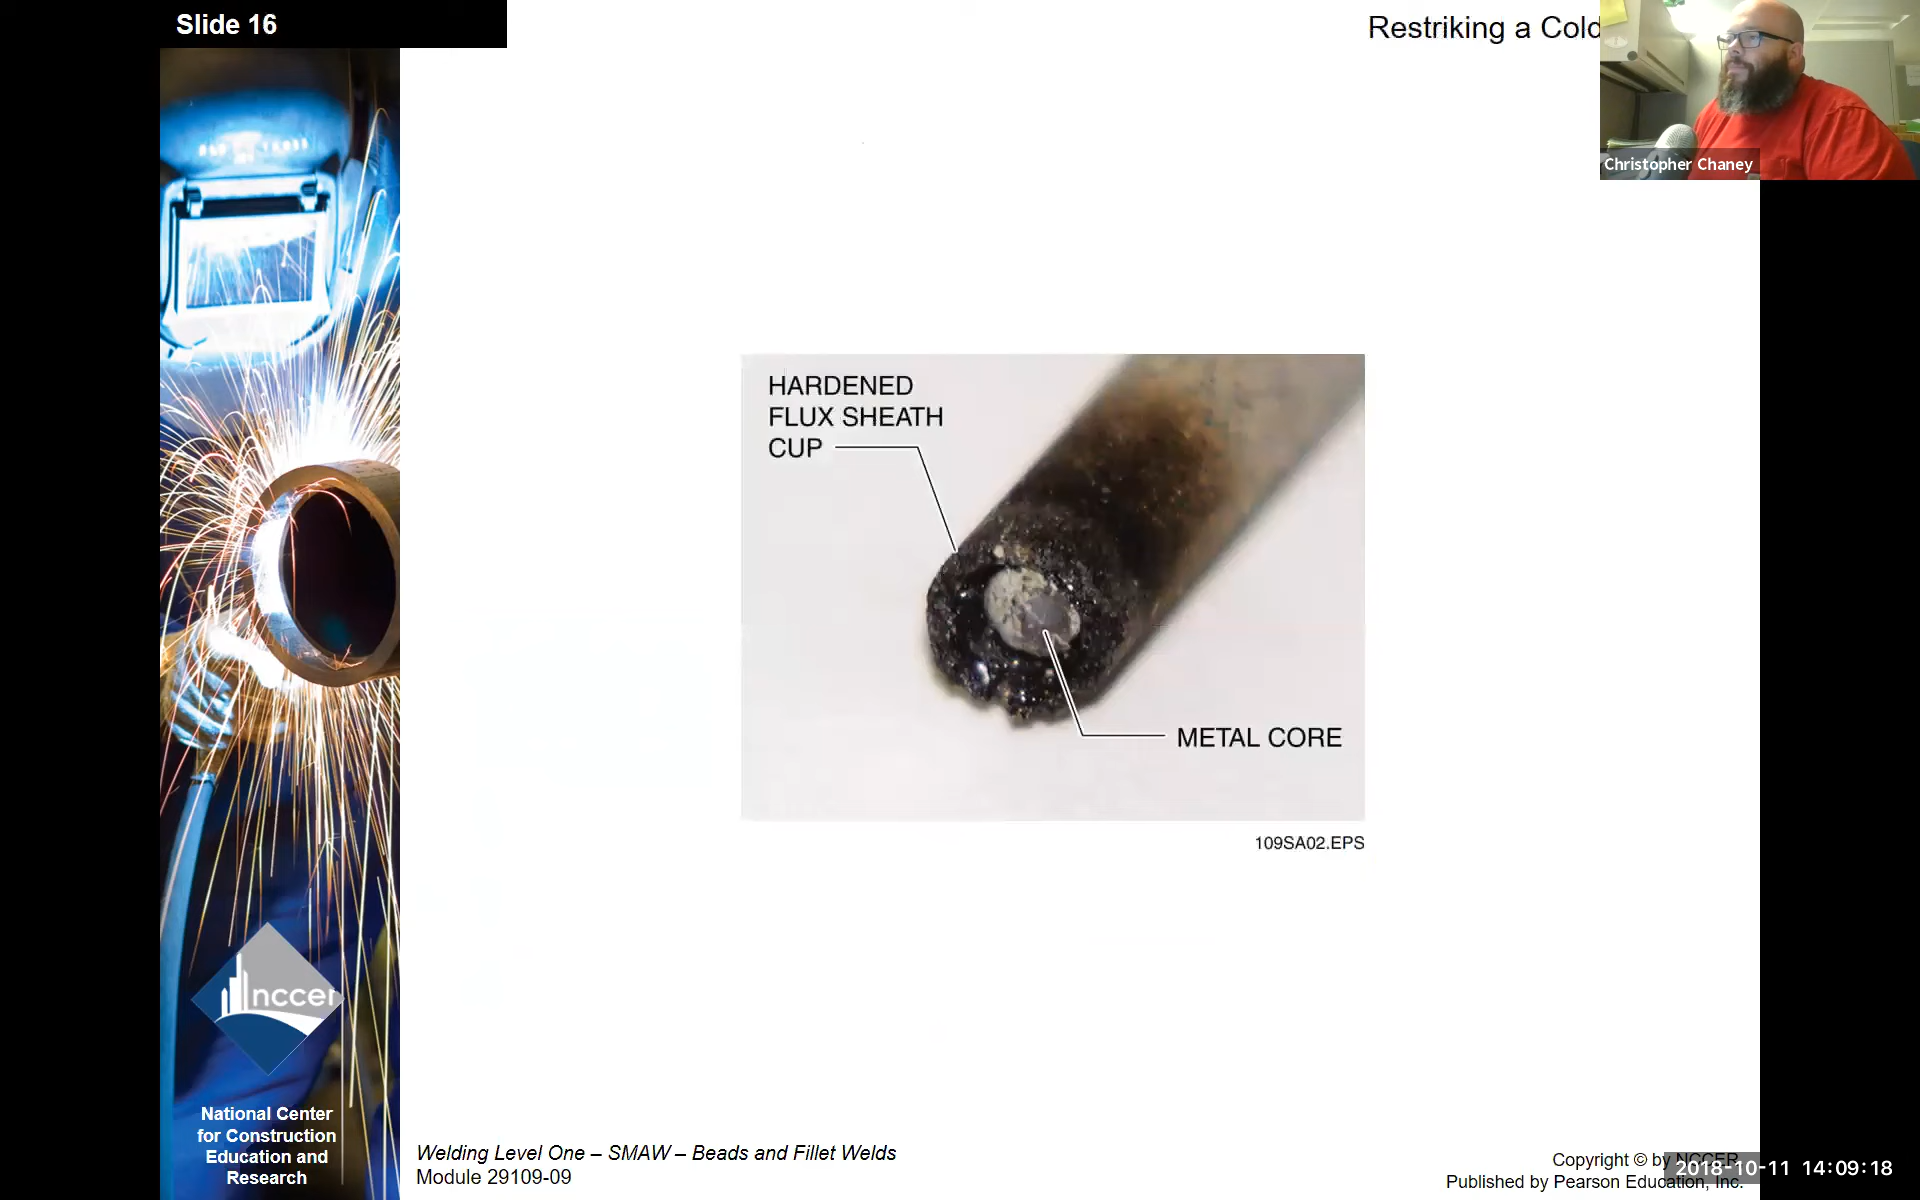 Slide 16
Restriking a Cold
Christopher Chaney
HARDENED
FLUX SHEATH
CUP
METAL CORE
109SA02.EPS
nccer
National Center
for Construction
Education and
Research
Welding Level One – SMAW – Beads and Fillet Welds
Module 29109-09
Copyright © by NCCER
Published by Pearson Education, Inc.
2018-10-11 14:09:18